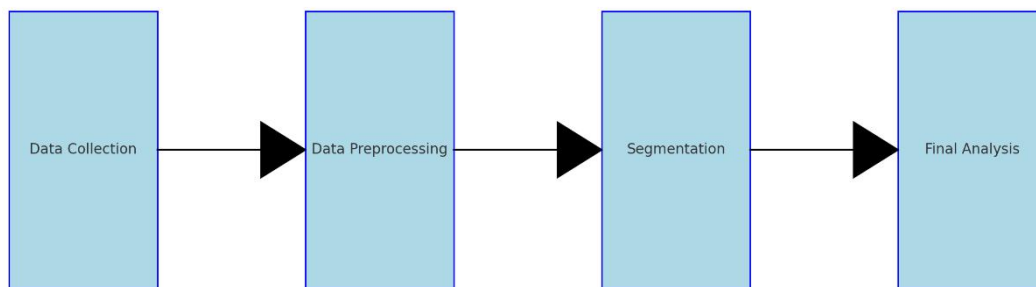 Data Collection
Data Preprocessing
Segmentation
Final Analysis